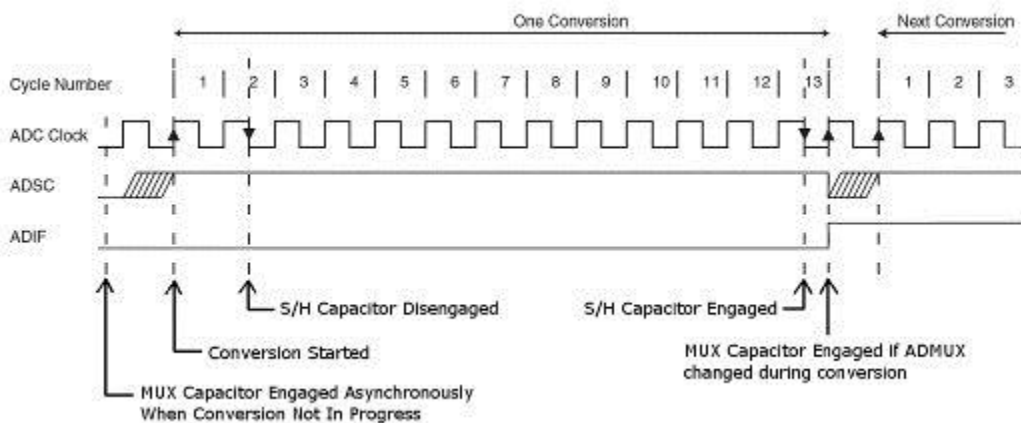 One Conversion
Next Conversion
Cycle Number 1 2 3 4 5 6 7 8 9 10 11 12 13 1 2 3
ADC Clock
ADSC
ADIF
S/H Capacitor Disengaged
S/H Capacitor Engaged
Conversion Started
MUX Capacitor Engaged if ADMUX
changed during conversion
MUX Capacitor Engaged Asynchronously
When Conversion Not In Progress